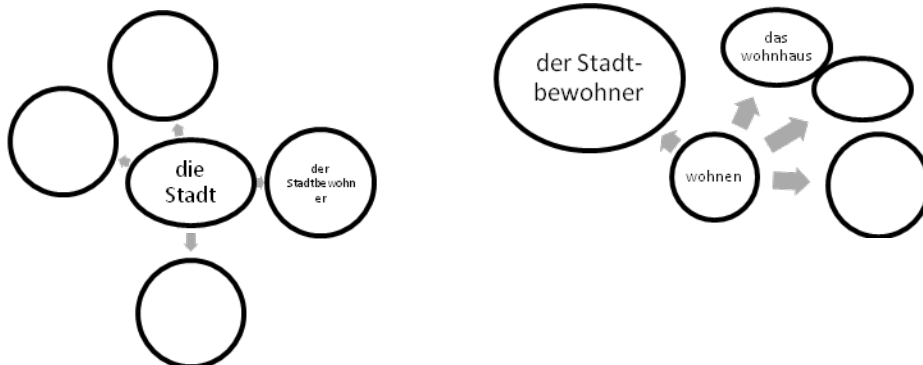 die
Stadt
der
Stadtbewohn
er
der Stadt-
bewohner
das
wohnhaus
wohnen